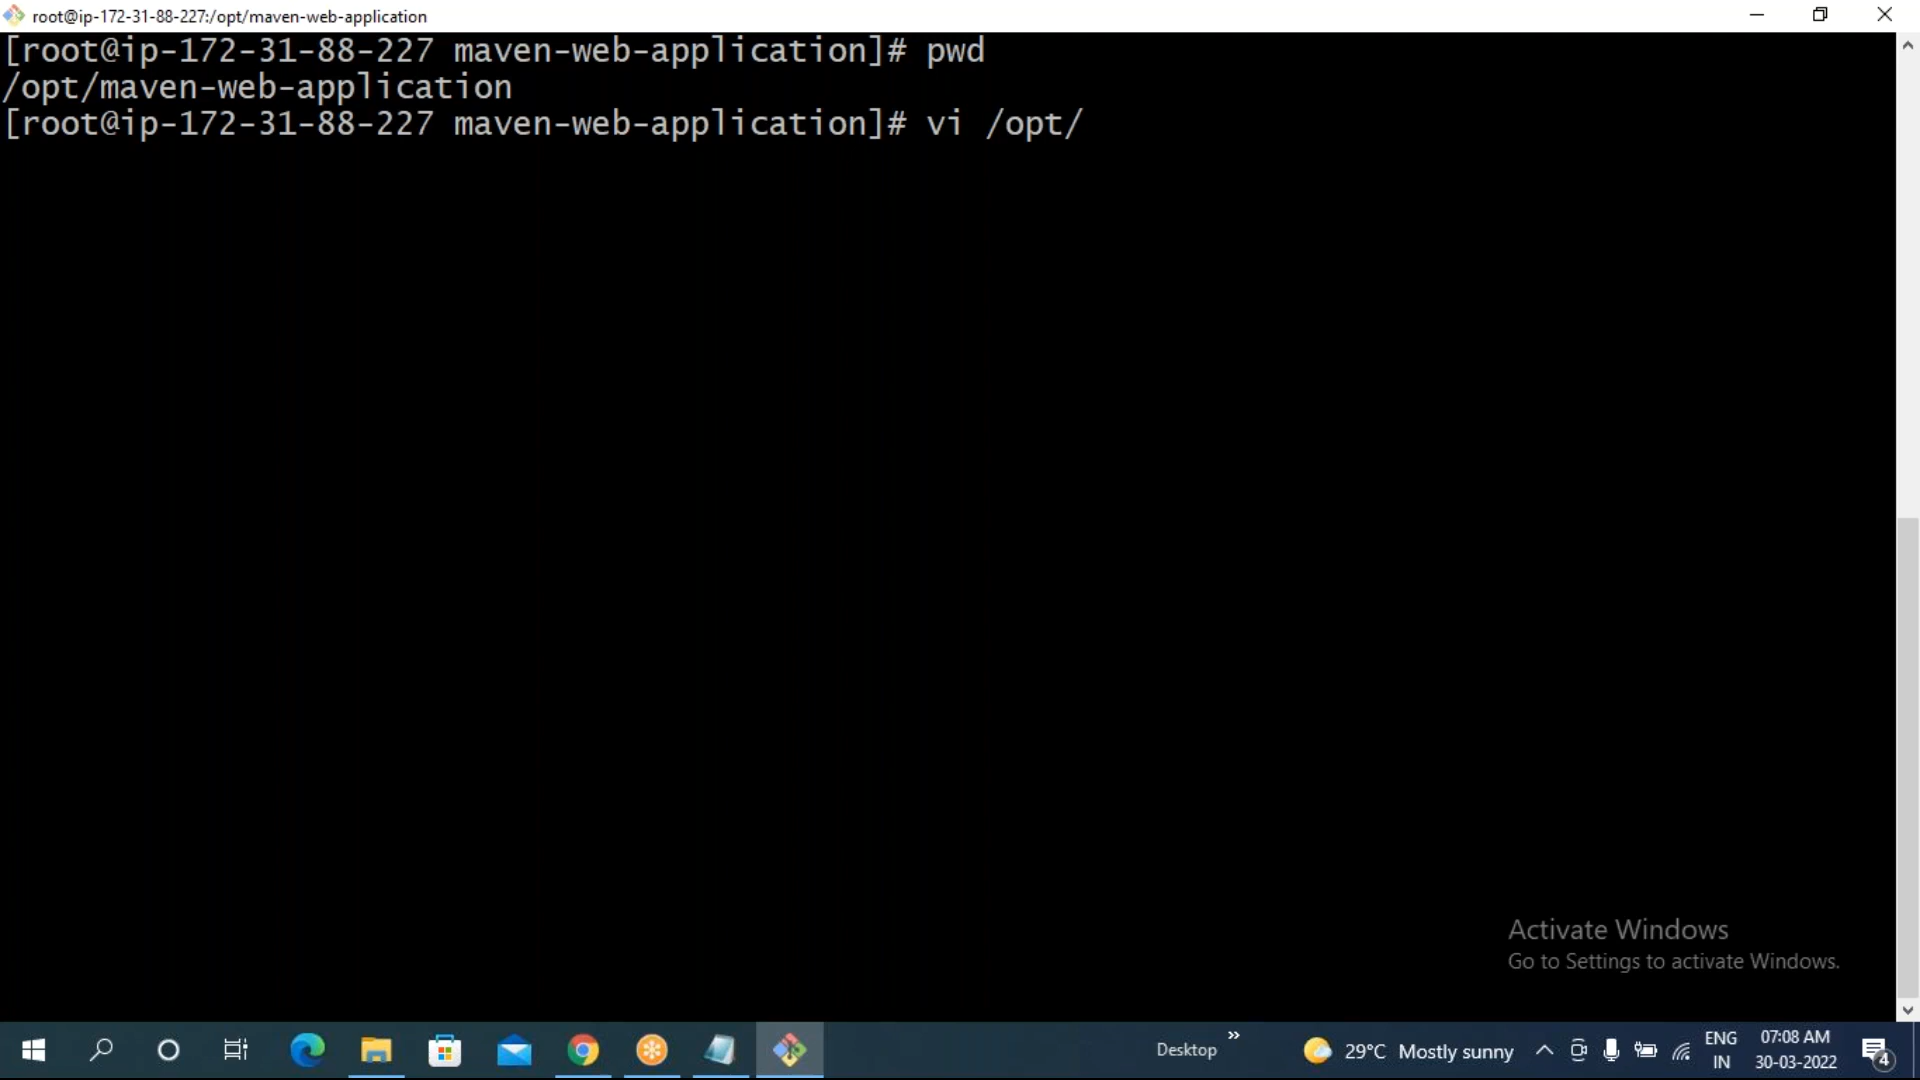 root@ip-172-31-88-227:/opt/maven-web-application
[root@ip-172-31-88-227 maven-web-application]# pwd
/opt/maven-web-application
[root@ip-172-31-88-227 maven-web-application]# vi /opt/
Activate Windows
Go to Settings to activate Windows.
Desktop
»
29°C Mostly sunny
ENG
IN
07:08 AM
30-03-2022
4